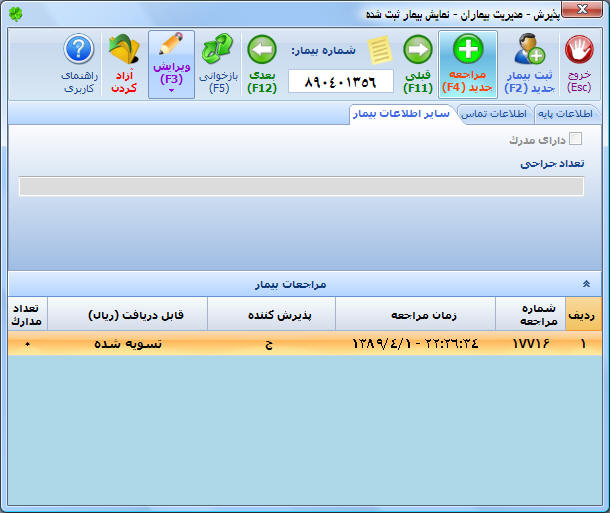 پذیرش - مدیریت بیماران - نمایش بیمار ثبت شده
خروج
(Esc)
ثبت بیمار
جدید (F2)
مراجعه
جدید (F4)
قبلی
(F11)
شماره بیمار:
۸۹۰۴۰۱۳۵۶
بعدی
(F12)
بازخوانی
(F5)
ویرایش
(F3)
آزاد
کردن
راهنمای
کاربری
اطلاعات پایه
اطلاعات تماس
سایر اطلاعات بیمار
دارای مدرک
تعداد جراحی
مراجعات بیمار
ردیف
شماره
مراجعه
زمان مراجعه
پذیرش کننده
قابل دریافت (ریال)
تعداد
مدارک
۱
۱۷۷۱۶
۱۳۸۹/۴/۱ - ۲۲:۲۶:۳۴
ج
تسویه شده
۰